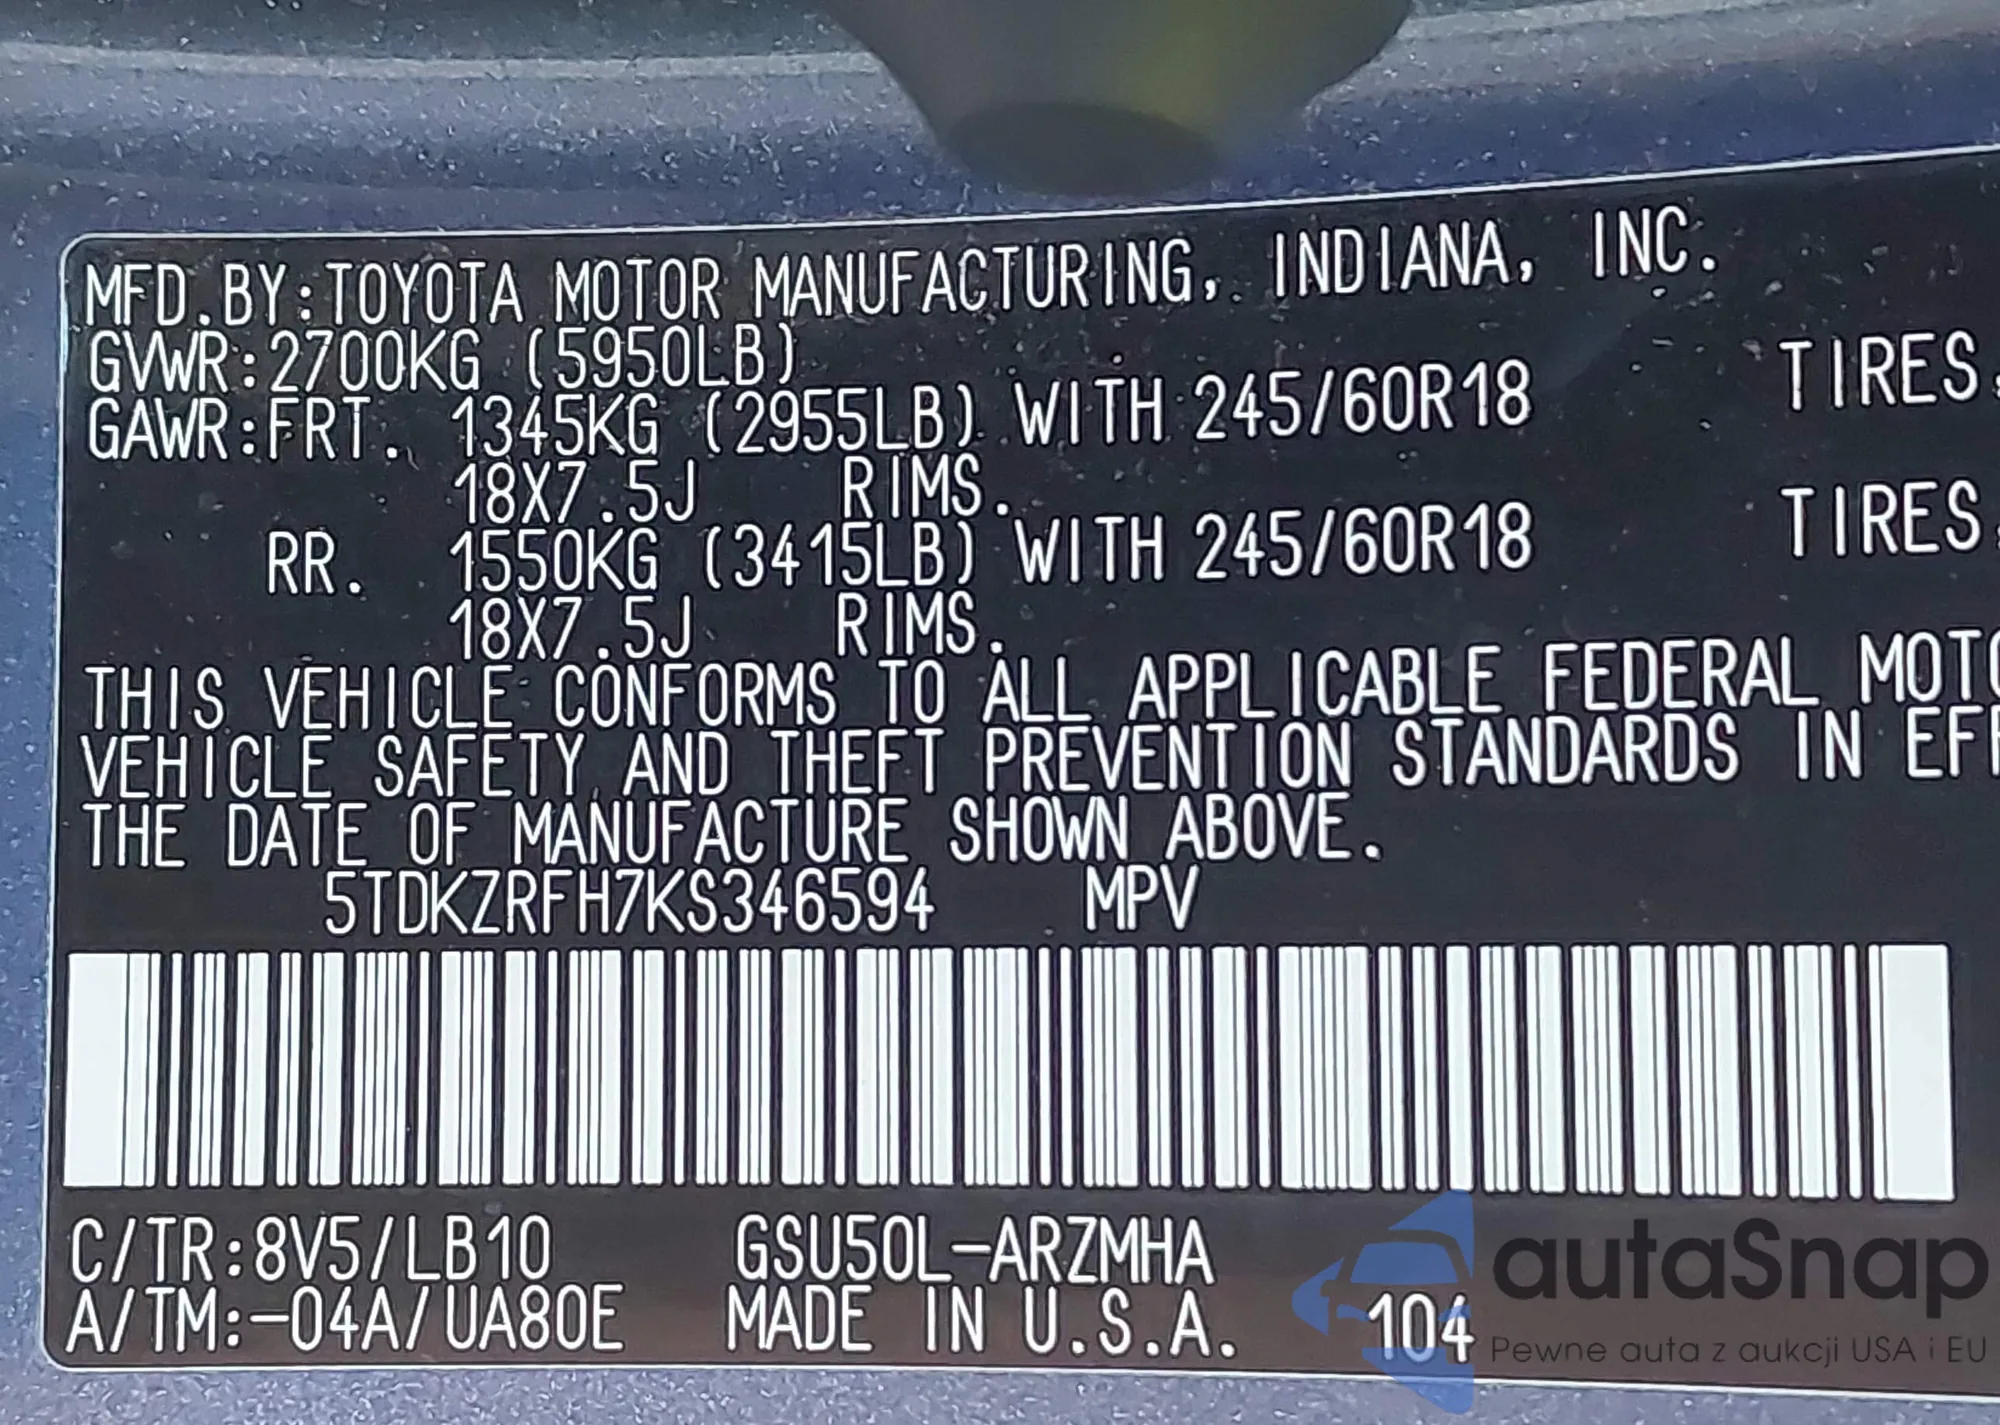 MFD.BY:TOYOTA MOTOR MANUFACTURING, INDIANA, INC.
GVWR:2700KG (5950LB)
GAWR:FRT. 1345KG (2955LB) WITH 245/60R18 TIRES,
18X7.5J RIMS.
RR. 1550KG (3415LB) WITH 245/60R18 TIRES,
18X7.5J RIMS.
THIS VEHICLE CONFORMS TO ALL APPLICABLE FEDERAL MOTO
VEHICLE SAFETY AND THEFT PREVENTION STANDARDS IN EFF
THE DATE OF MANUFACTURE SHOWN ABOVE.
5TDKZRFH7KS346594 MPV
C/TR:8V5/LB10 GSU50L-ARZMHA
A/TM:-04A/UA80E MADE IN U.S.A. 104
autaSnap
Pewne auta z aukcji USA i EU